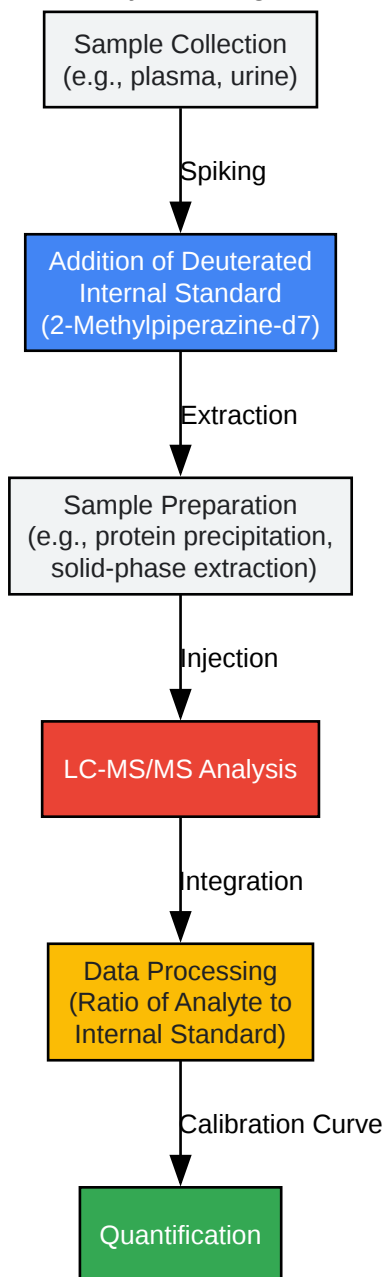 Sample Collection
(e.g., plasma, urine)
Spiking
Addition of Deuterated
Internal Standard
(2-Methylpiperazine-d7)
Extraction
Sample Preparation
(e.g., protein precipitation,
solid-phase extraction)
Injection
LC-MS/MS Analysis
Integration
Data Processing
(Ratio of Analyte to
Internal Standard)
Calibration Curve
Quantification